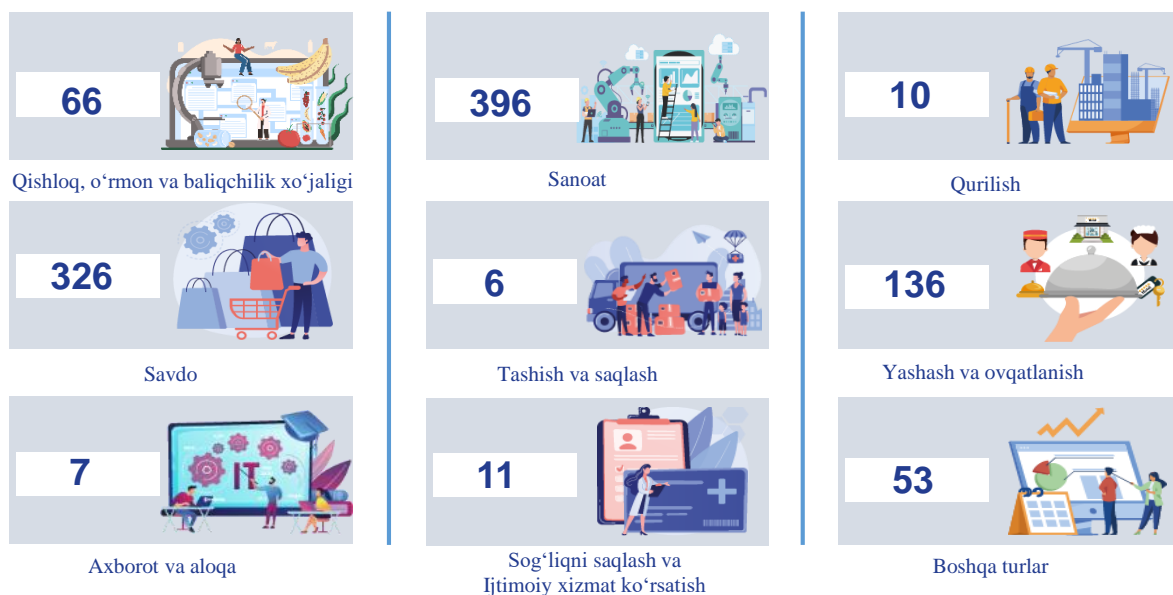 66
396
10
Qishloq, o‘rmon va baliqchilik xo‘jaligi
Sanoat
Qurilish
326
6
136
Savdo
Tashish va saqlash
Yashash va ovqatlanish
IT
7
11
53
Axborot va aloqa
Sog‘liqni saqlash va
Ijtimoiy xizmat ko‘rsatish
Boshqa turlar